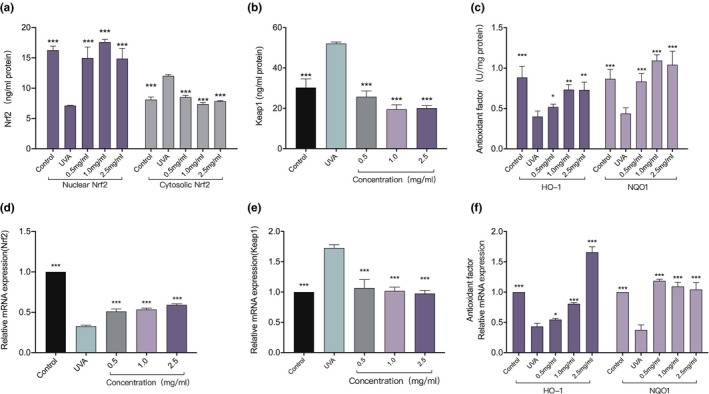 (a)
Nrf2 (ng/ml protein)
20
15
10
5
0
***
***
***
***
***
***
***
***
Control
UVA
0.5mg/ml
1.0mg/ml
2.5mg/ml
Control
UVA
0.5mg/ml
1.0mg/ml
2.5mg/ml
Nuclear Nrf2
Cytosolic Nrf2
(b)
Keap1 (ng/ml protein)
60
40
20
0
***
***
***
***
Control
UVA
0.5
1.0
2.5
Concentration (mg/ml)
(c)
Antioxidant factor (U/mg protein)
1.5
1.0
0.5
0.0
***
*
**
**
***
***
***
***
Control
UVA
0.5mg/ml
1.0mg/ml
2.5mg/ml
Control
UVA
0.5mg/ml
1.0mg/ml
2.5mg/ml
HO-1
NQO1
(d)
Relative mRNA expression(Nrf2)
1.5
1.0
0.5
0.0
***
***
***
***
Control
UVA
0.5
1.0
2.5
Concentration (mg/ml)
(e)
Relative mRNA expression(Keap1)
2.0
1.5
1.0
0.5
0.0
***
***
***
***
Control
UVA
0.5
1.0
2.5
Concentration (mg/ml)
(f)
Antioxidant factor
Relative mRNA expression
2.0
1.5
1.0
0.5
0.0
***
*
***
***
***
***
***
***
Control
UVA
0.5mg/ml
1.0mg/ml
2.5mg/ml
Control
UVA
0.5mg/ml
1.0mg/ml
2.5mg/ml
HO-1
NQO1